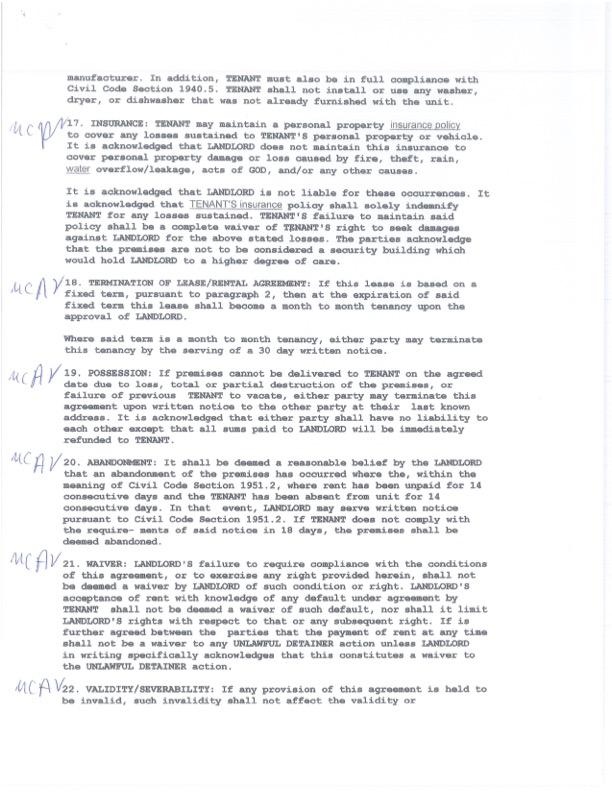 manufacturer. In addition, TENANT must also be in full compliance with
Civil Code Section 1940.5. TENANT shall not install or use any washer,
dryer, or dishwasher that was not already furnished with the unit.
17. INSURANCE: TENANT may maintain a personal property insurance policy
to cover any losses sustained to TENANT'S personal property or vehicle.
It is acknowledged that LANDLORD does not maintain this insurance to
cover personal property damage or loss caused by fire, theft, rain,
water overflow/leakage, acts of GOD, and/or any other causes.
It is acknowledged that LANDLORD is not liable for these occurrences. It
is acknowledged that TENANT'S insurance policy shall solely indemnify
TENANT for any losses sustained. TENANT'S failure to maintain said
policy shall be a complete waiver of TENANT'S right to seek damages
against LANDLORD for the above stated losses. The parties acknowledge
that the premises are not to be considered a security building which
would hold LANDLORD to a higher degree of care.
MCAV 18. TERMINATION OF LEASE/RENTAL AGREEMENT: If this lease is based on a
fixed term, pursuant to paragraph 2, then at the expiration of said
fixed term this lease shall become a month to month tenancy upon the
approval of LANDLORD.
Where said term is a month to month tenancy, either party may terminate
this tenancy by the serving of a 30 day written notice.
MCAV 19. POSSESSION: If premises cannot be delivered to TENANT on the agreed
date due to loss, total or partial destruction of the premises, or
failure of previous TENANT to vacate, either party may terminate this
agreement upon written notice to the other party at their last known
address. It is acknowledged that either party shall have no liability to
each other except that all sums paid to LANDLORD will be immediately
refunded to TENANT.
MCAV 20. ABANDONMENT: It shall be deemed a reasonable belief by the LANDLORD
that an abandonment of the premises has occurred where the, within the
meaning of Civil Code Section 1951.2, where rent has been unpaid for 14
consecutive days and the TENANT has been absent from unit for 14
consecutive days. In that event, LANDLORD may serve written notice
pursuant to Civil Code Section 1951.2. If TENANT does not comply with
the require- ments of said notice in 18 days, the premises shall be
deemed abandoned.
MCAV 21. WAIVER: LANDLORD'S failure to require compliance with the conditions
of this agreement, or to exercise any right provided herein, shall not
be deemed a waiver by LANDLORD of such condition or right. LANDLORD'S
acceptance of rent with knowledge of any default under agreement by
TENANT shall not be deemed a waiver of such default, nor shall it limit
LANDLORD'S rights with respect to that or any subsequent right. If is
further agreed between the parties that the payment of rent at any time
shall not be a waiver to any UNLAWFUL DETAINER action unless LANDLORD
in writing specifically acknowledges that this constitutes a waiver to
the UNLAWFUL DETAINER action.
MCAV 22. VALIDITY/SEVERABILITY: If any provision of this agreement is held to
be invalid, such invalidity shall not affect the validity or